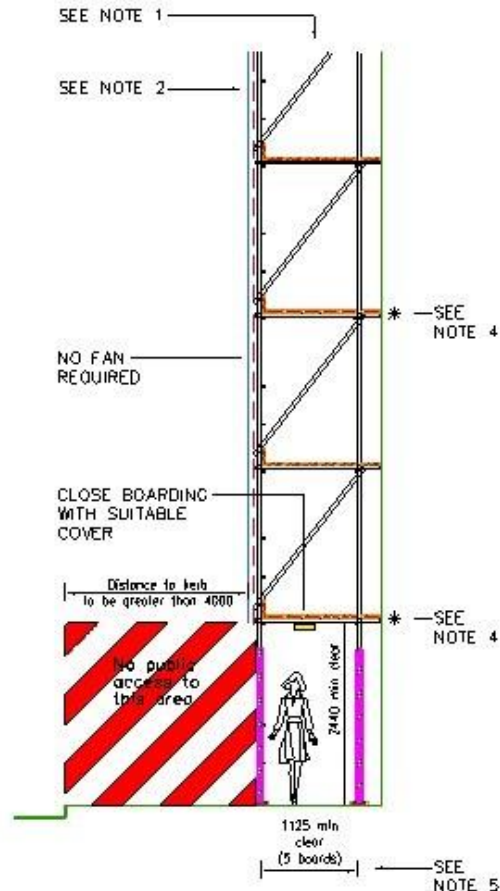 SEE NOTE 1
SEE NOTE 2
* SEE
NOTE 4
NO FAN
REQUIRED
CLOSE BOARDING
WITH SUITABLE
COVER
Distance to kerb
to be greater than 4000
* SEE
NOTE 4
No public
access to
this area
2440 min clear
1125 min
clear
(5 boards)
SEE
NOTE 5